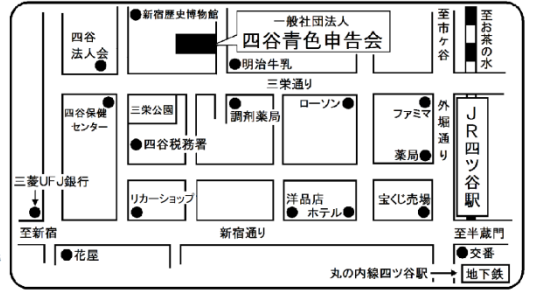 新宿歴史博物館
一般社団法人
四谷青色申告会
至市ヶ谷
至お茶の水
四谷
法人会
明治牛乳
三栄通り
四谷保健
センター
三栄公園
調剤薬局
ローソン
ファミマ
外堀通り
JR四ツ谷駅
四谷税務署
薬局
三菱UFJ銀行
リカーショップ
洋品店
ホテル
宝くじ売場
至新宿
新宿通り
至半蔵門
花屋
交番
丸の内線四ツ谷駅
地下鉄